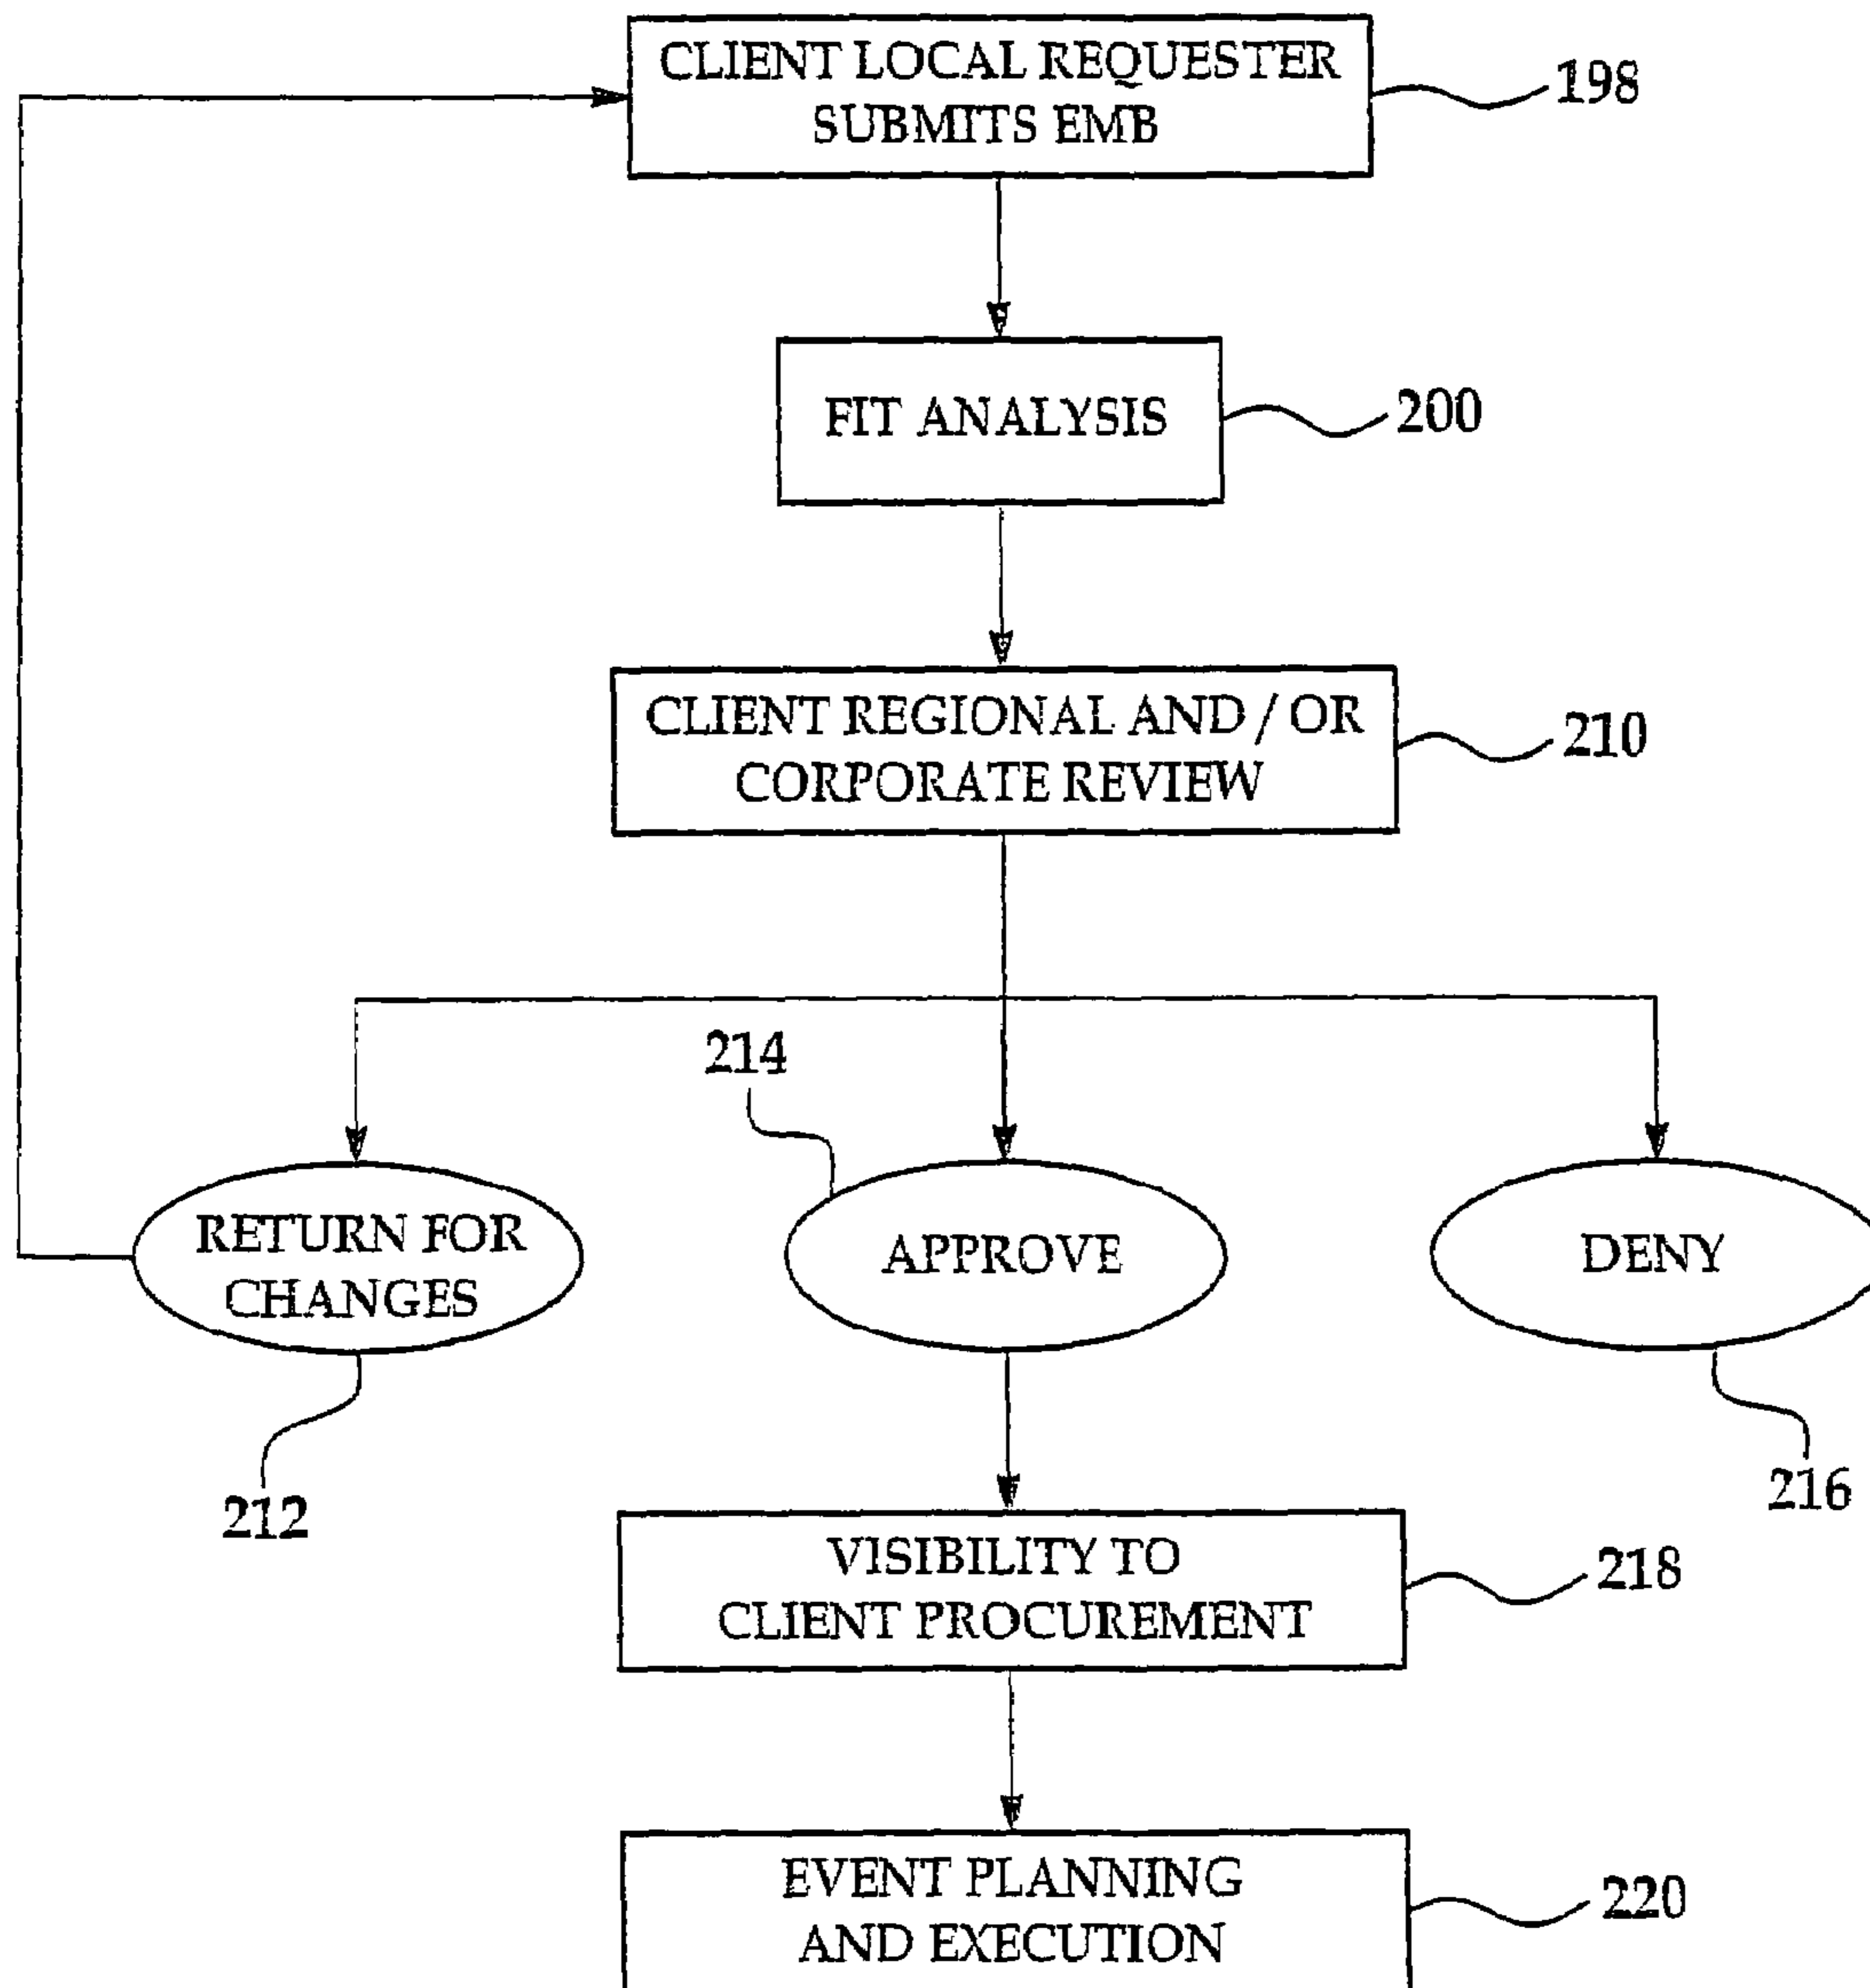 CLIENT LOCAL REQUESTER
SUBMITS EMB
198
FIT ANALYSIS
200
CLIENT REGIONAL AND / OR
CORPORATE REVIEW
210
214
RETURN FOR
CHANGES
APPROVE
DENY
212
216
VISIBILITY TO
CLIENT PROCUREMENT
218
EVENT PLANNING
AND EXECUTION
220